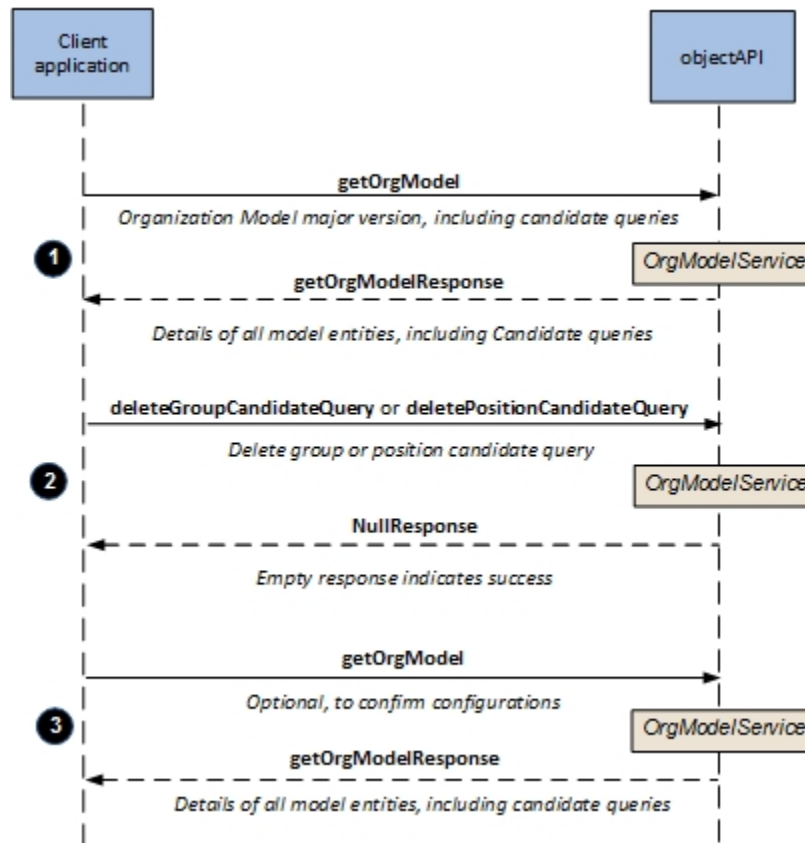 Client
application
objectAPI
getOrgModel
Organization Model major version, including candidate queries
1
OrgModelService
getOrgModelResponse
Details of all model entities, including Candidate queries
deleteGroupCandidateQuery or deletePositionCandidateQuery
Delete group or position candidate query
2
OrgModelService
NullResponse
Empty response indicates success
getOrgModel
Optional, to confirm configurations
3
OrgModelService
getOrgModelResponse
Details of all model entities, including candidate queries